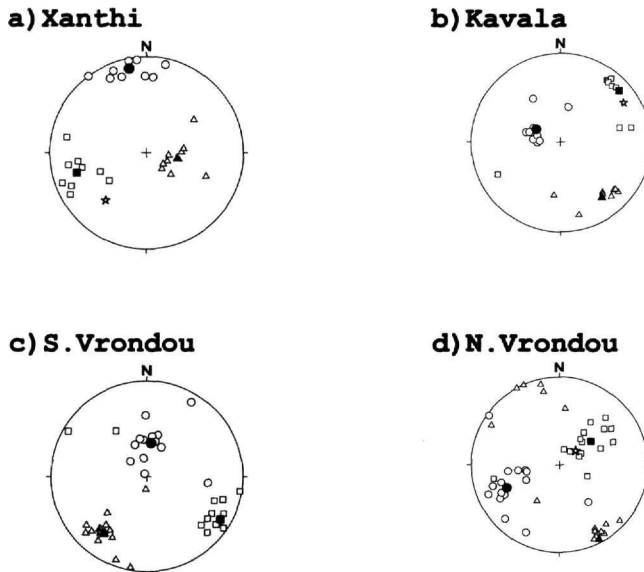 a)Xanthi
N
b)Kavala
N
c)S.Vrondou
N
d)N.Vrondou
N